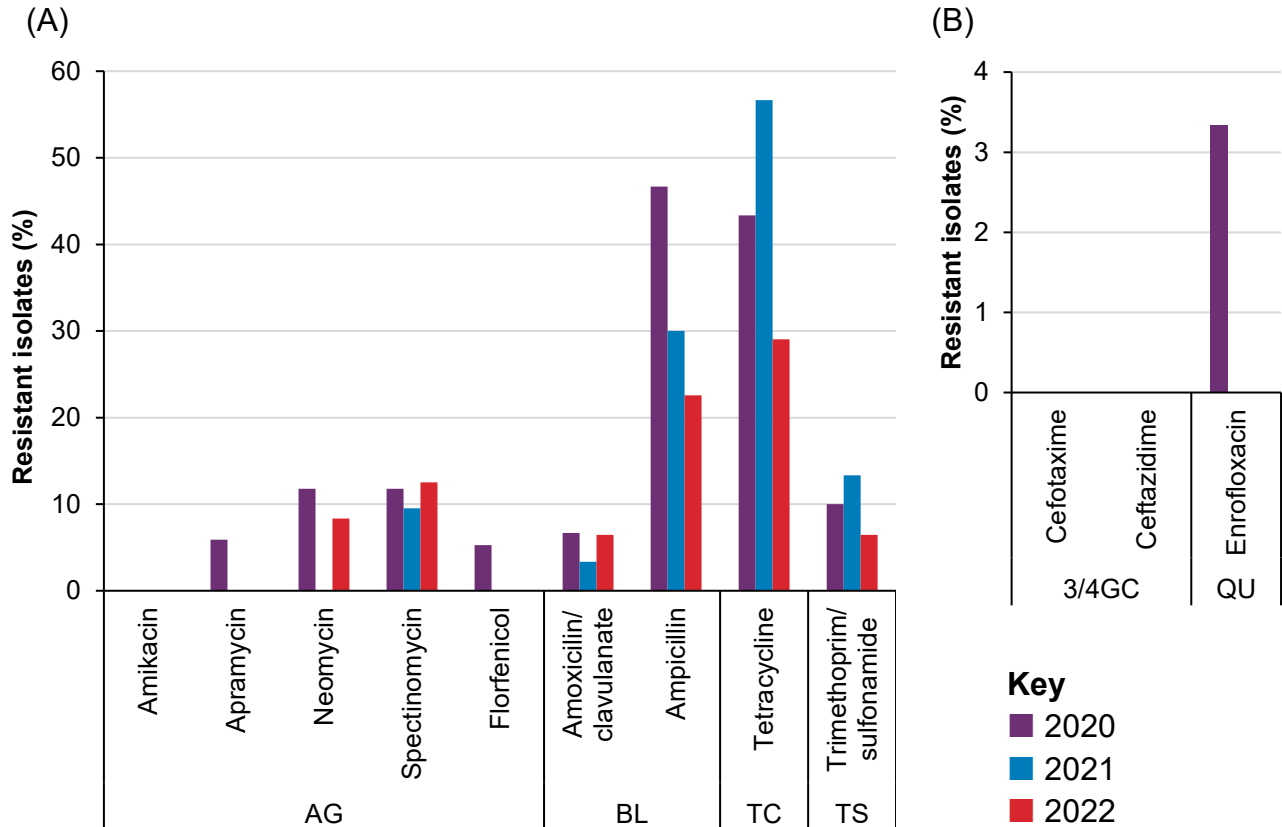 (A)
Resistant isolates (%)
60
50
40
30
20
10
0
Amikacin
Apramycin
Neomycin
Spectinomycin
Florfenicol
Amoxicilin/
clavulanate
Ampicillin
Tetracycline
Trimethoprim/
sulfonamide
AG
BL
TC
TS
(B)
Resistant isolates (%)
4
3
2
1
0
Cefotaxime
Ceftazidime
Enrofloxacin
3/4GC
QU
Key
2020
2021
2022